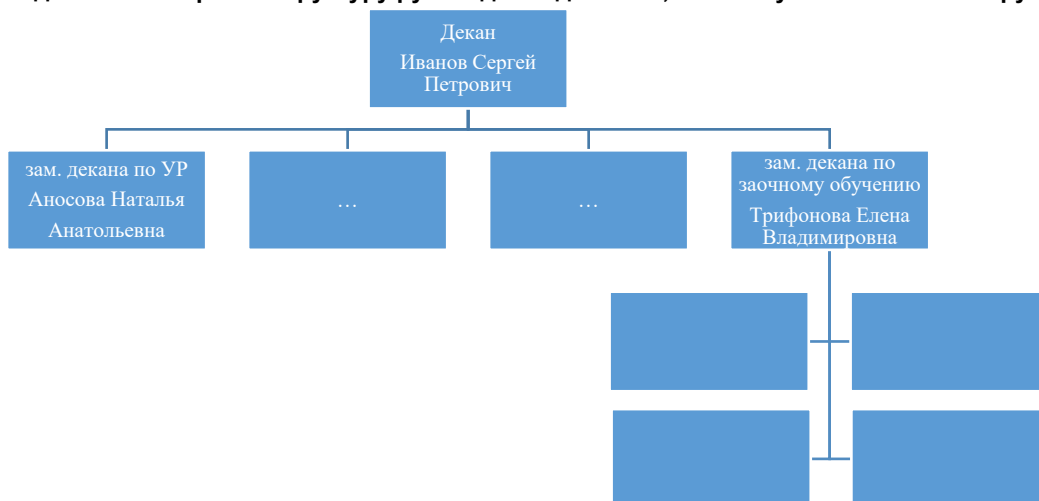 Декан
Иванов Сергей
Петрович
зам. декана по УР
Аносова Наталья
Анатольевна
…
…
зам. декана по
заочному обучению
Трифонова Елена
Владимировна